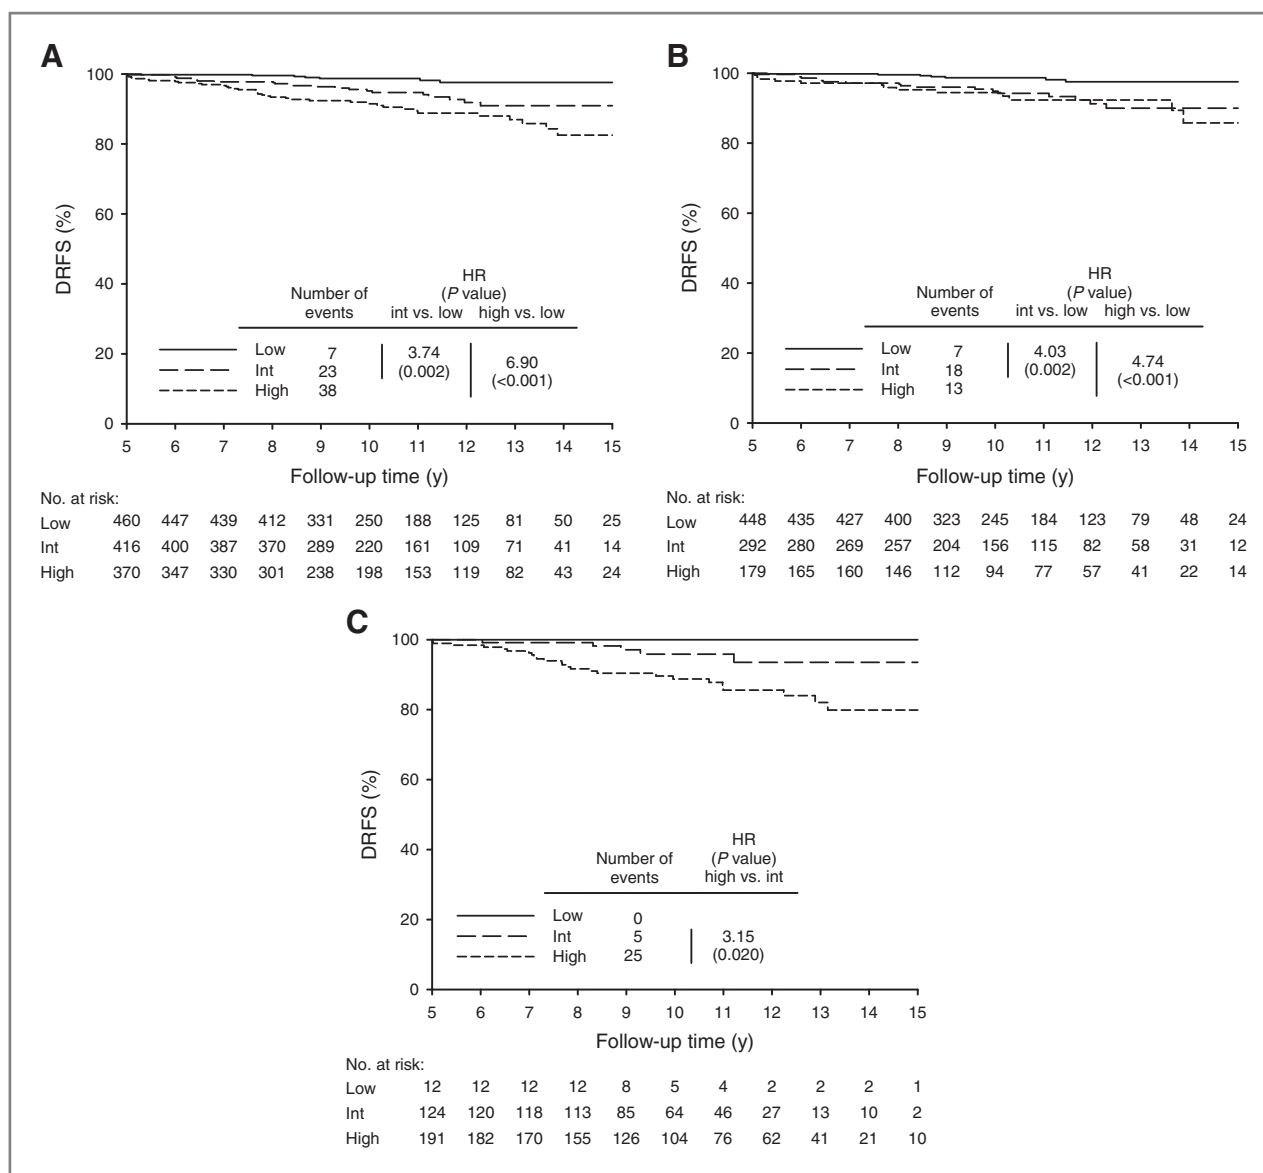 A
100
80
60
40
20
0
DRFS (%)
HR
Number of (P value)
events int vs. low high vs. low
Low 7 3.74
Int 23 (0.002) 6.90
High 38 (<0.001)
5 6 7 8 9 10 11 12 13 14 15
Follow-up time (y)
No. at risk:
Low 460 447 439 412 331 250 188 125 81 50 25
Int 416 400 387 370 289 220 161 109 71 41 14
High 370 347 330 301 238 198 153 119 82 43 24
B
100
80
60
40
20
0
DRFS (%)
HR
Number of (P value)
events int vs. low high vs. low
Low 7 4.03
Int 18 (0.002) 4.74
High 13 (<0.001)
5 6 7 8 9 10 11 12 13 14 15
Follow-up time (y)
No. at risk:
Low 448 435 427 400 323 245 184 123 79 48 24
Int 292 280 269 257 204 156 115 82 58 31 12
High 179 165 160 146 112 94 77 57 41 22 14
C
100
80
60
40
20
0
DRFS (%)
HR
Number of (P value)
events high vs. int
Low 0
Int 5 3.15
High 25 (0.020)
5 6 7 8 9 10 11 12 13 14 15
Follow-up time (y)
No. at risk:
Low 12 12 12 12 8 5 4 2 2 2 1
Int 124 120 118 113 85 64 46 27 13 10 2
High 191 182 170 155 126 104 76 62 41 21 10